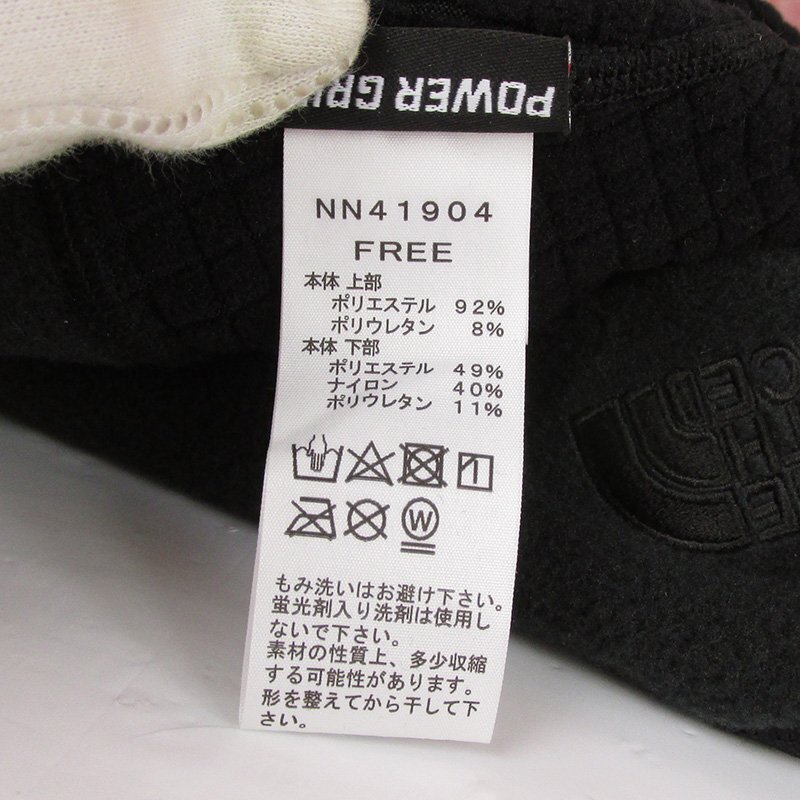 POWER GRI
NN41904
FREE
本体 上部
ポリエステル 92%
ポリウレタン 8%
本体 下部
ポリエステル 49%
ナイロン 40%
ポリウレタン 11%
1
W
もみ洗いはお避け下さい。
蛍光剤入り洗剤は使用し
ないで下さい。
素材の性質上、多少収縮
する可能性があります。
形を整えてから干して下
さい。